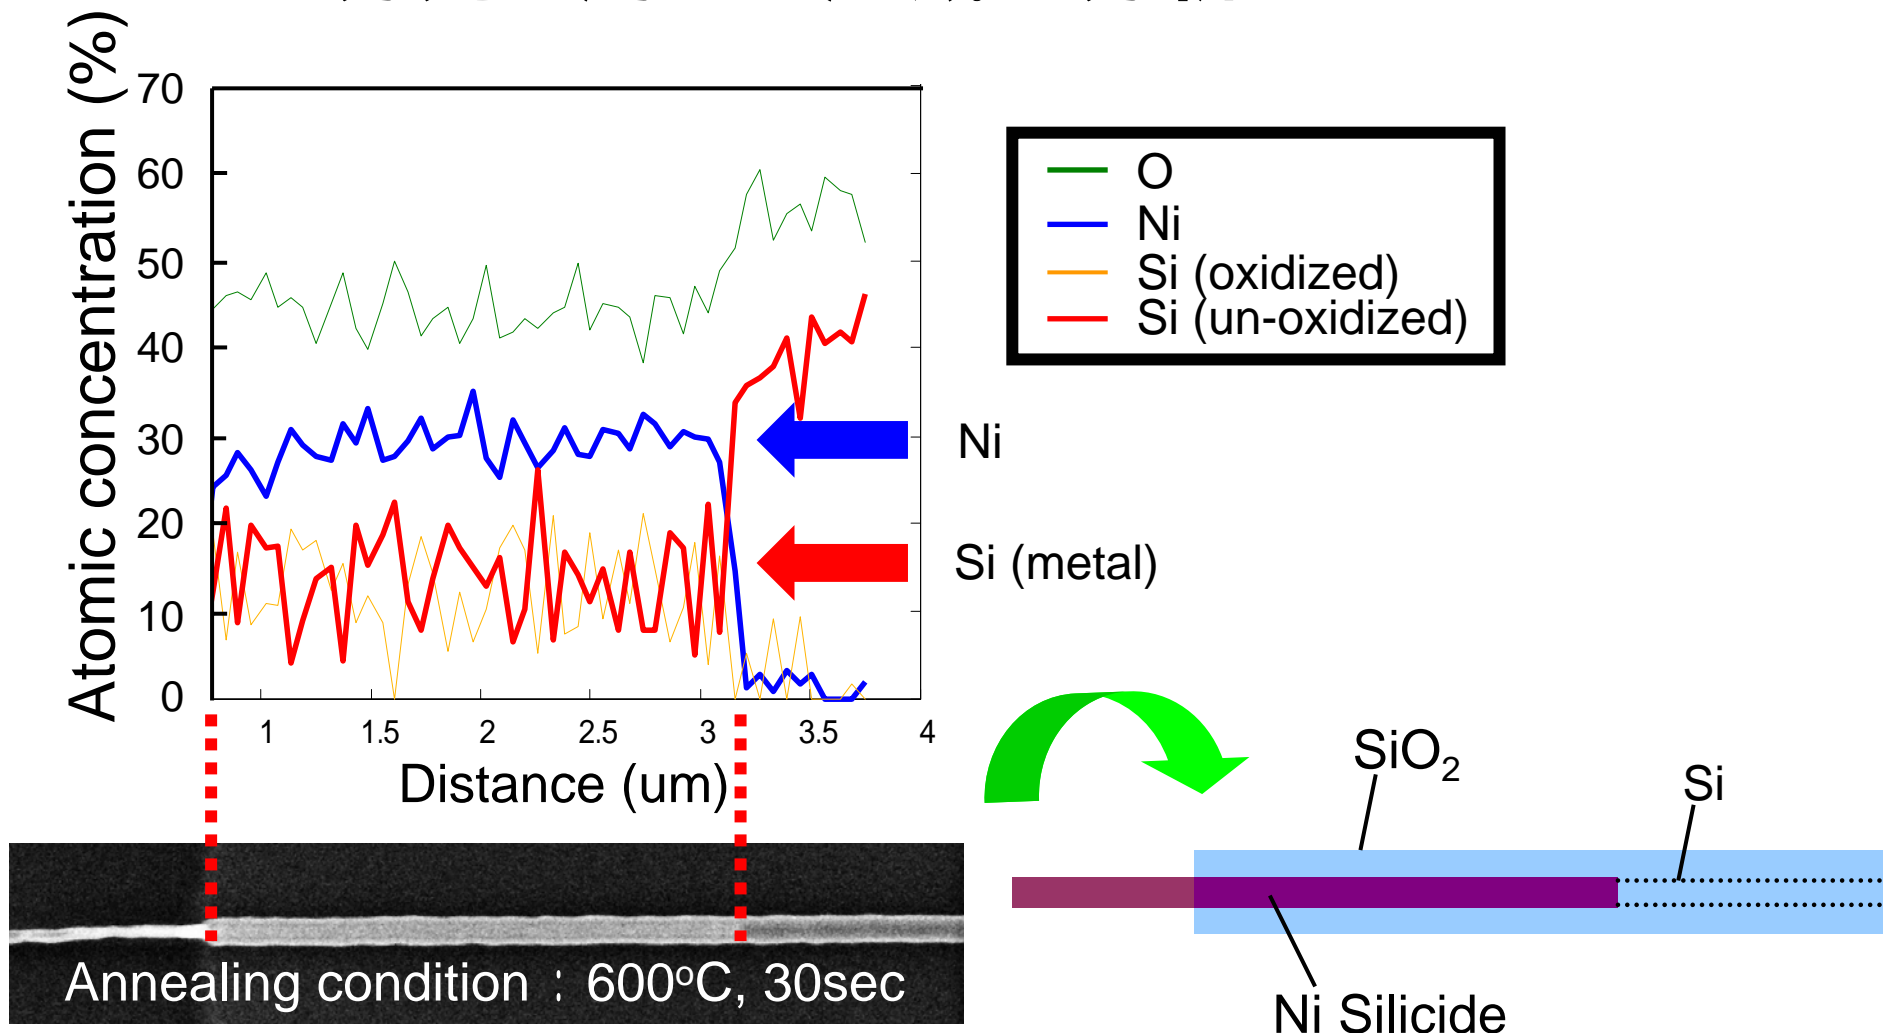 Atomic concentration (%)
70
60
50
40
30
20
10
0
1
1.5
2
2.5
3
3.5
4
Distance (um)
O
Ni
Si (oxidized)
Si (un-oxidized)
Ni
Si (metal)
SiO₂
Si
Ni Silicide
Annealing condition : 600°C, 30sec